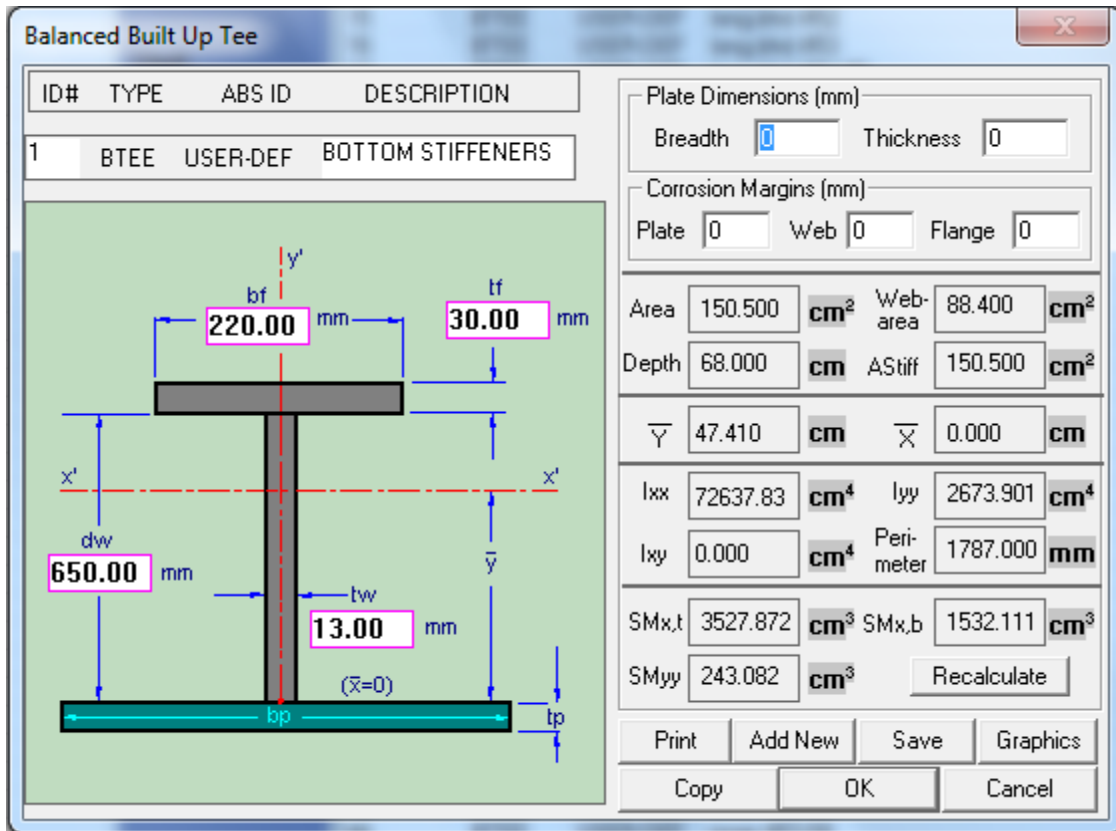 Balanced Built Up Tee
ID# TYPE ABS ID DESCRIPTION
1 BTEE USER-DEF BOTTOM STIFFENERS
y'
bf
220.00 mm
tf
30.00 mm
x' x'
dw
650.00 mm
y̅
tw
13.00 mm
(x̅=0)
bp
tp
Plate Dimensions (mm)
Breadth 0 Thickness 0
Corrosion Margins (mm)
Plate 0 Web 0 Flange 0
Area 150.500 cm² Web-area 88.400 cm²
Depth 68.000 cm AStiff 150.500 cm²
Y̅ 47.410 cm X̅ 0.000 cm
Ixx 72637.83 cm⁴ Iyy 2673.901 cm⁴
Ixy 0.000 cm⁴ Peri-meter 1787.000 mm
SMx,t 3527.872 cm³ SMx,b 1532.111 cm³
SMyy 243.082 cm³ Recalculate
Print Add New Save Graphics
Copy OK Cancel